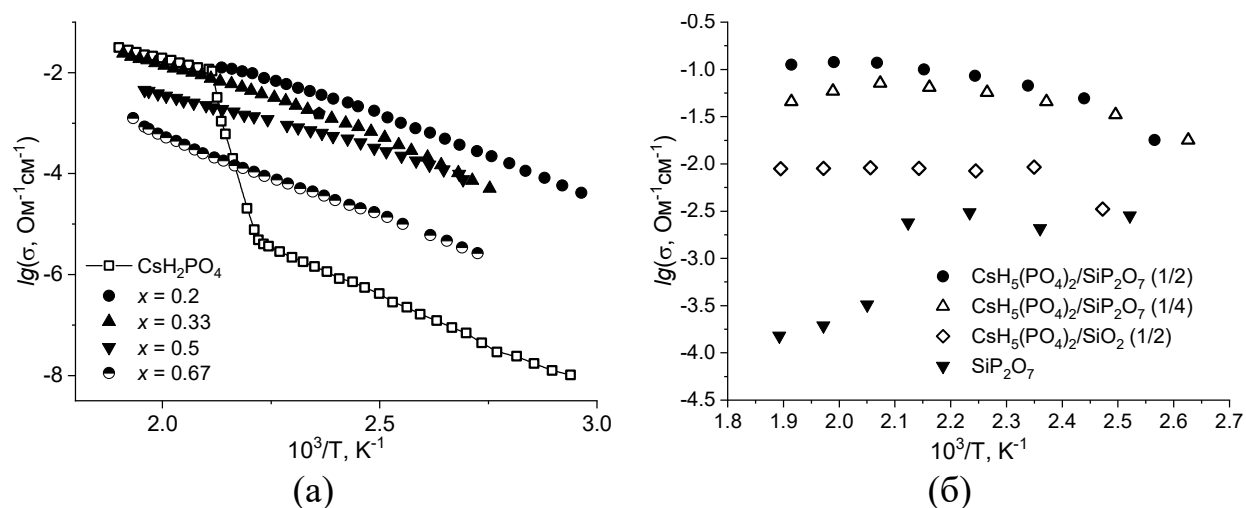 lg(σ, Ом⁻¹см⁻¹)
-2
-4
-6
-8
2.0 2.5 3.0
10³/T, K⁻¹
CsH₂PO₄
x = 0.2
x = 0.33
x = 0.5
x = 0.67
(а)
lg(σ, Ом⁻¹см⁻¹)
-0.5
-1.0
-1.5
-2.0
-2.5
-3.0
-3.5
-4.0
-4.5
1.8 1.9 2.0 2.1 2.2 2.3 2.4 2.5 2.6 2.7
10³/T, K⁻¹
CsH₅(PO₄)₂/SiP₂O₇ (1/2)
CsH₅(PO₄)₂/SiP₂O₇ (1/4)
CsH₅(PO₄)₂/SiO₂ (1/2)
SiP₂O₇
(б)